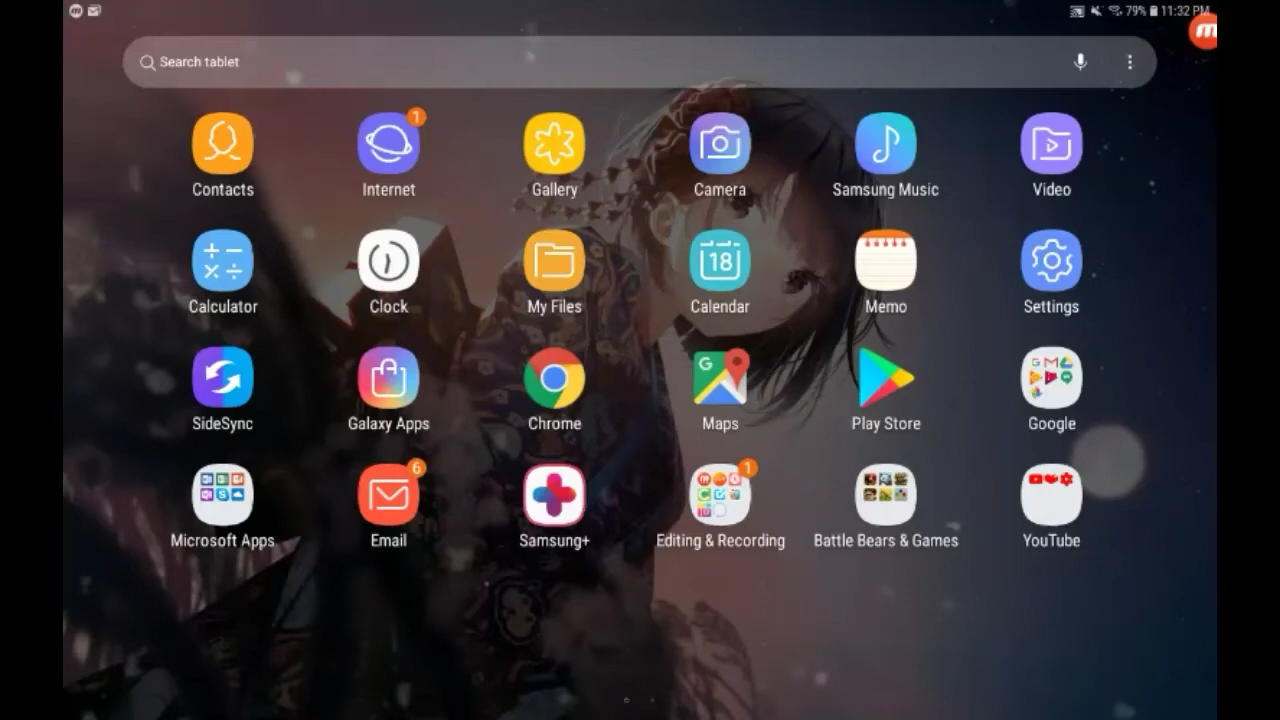 79% 11:32 PM
Search tablet
1
Contacts Internet Gallery Camera Samsung Music Video
18
Calculator Clock My Files Calendar Memo Settings
G
G M
SideSync Galaxy Apps Chrome Maps Play Store Google
6 1
Microsoft Apps Email Samsung+ Editing & Recording Battle Bears & Games YouTube